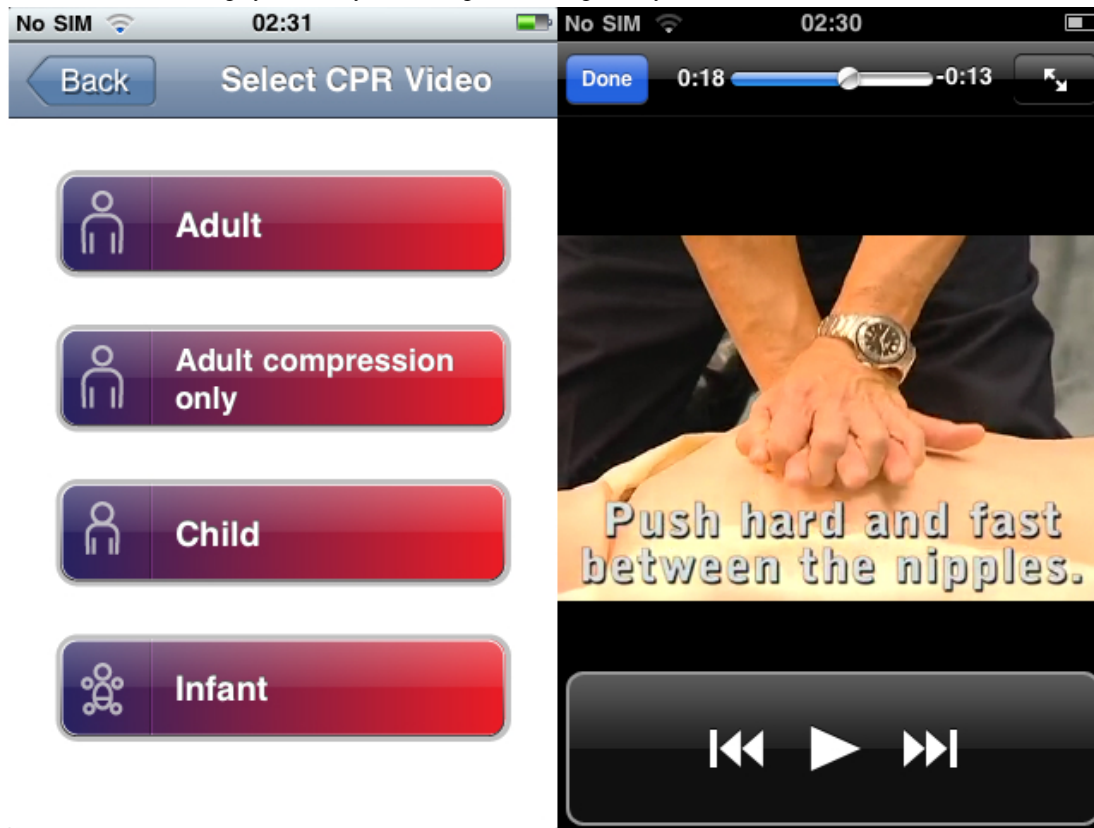 No SIM 02:31
Back Select CPR Video
Adult
Adult compression
only
Child
Infant
No SIM 02:30
Done 0:18 -0:13
Push hard and fast
between the nipples.